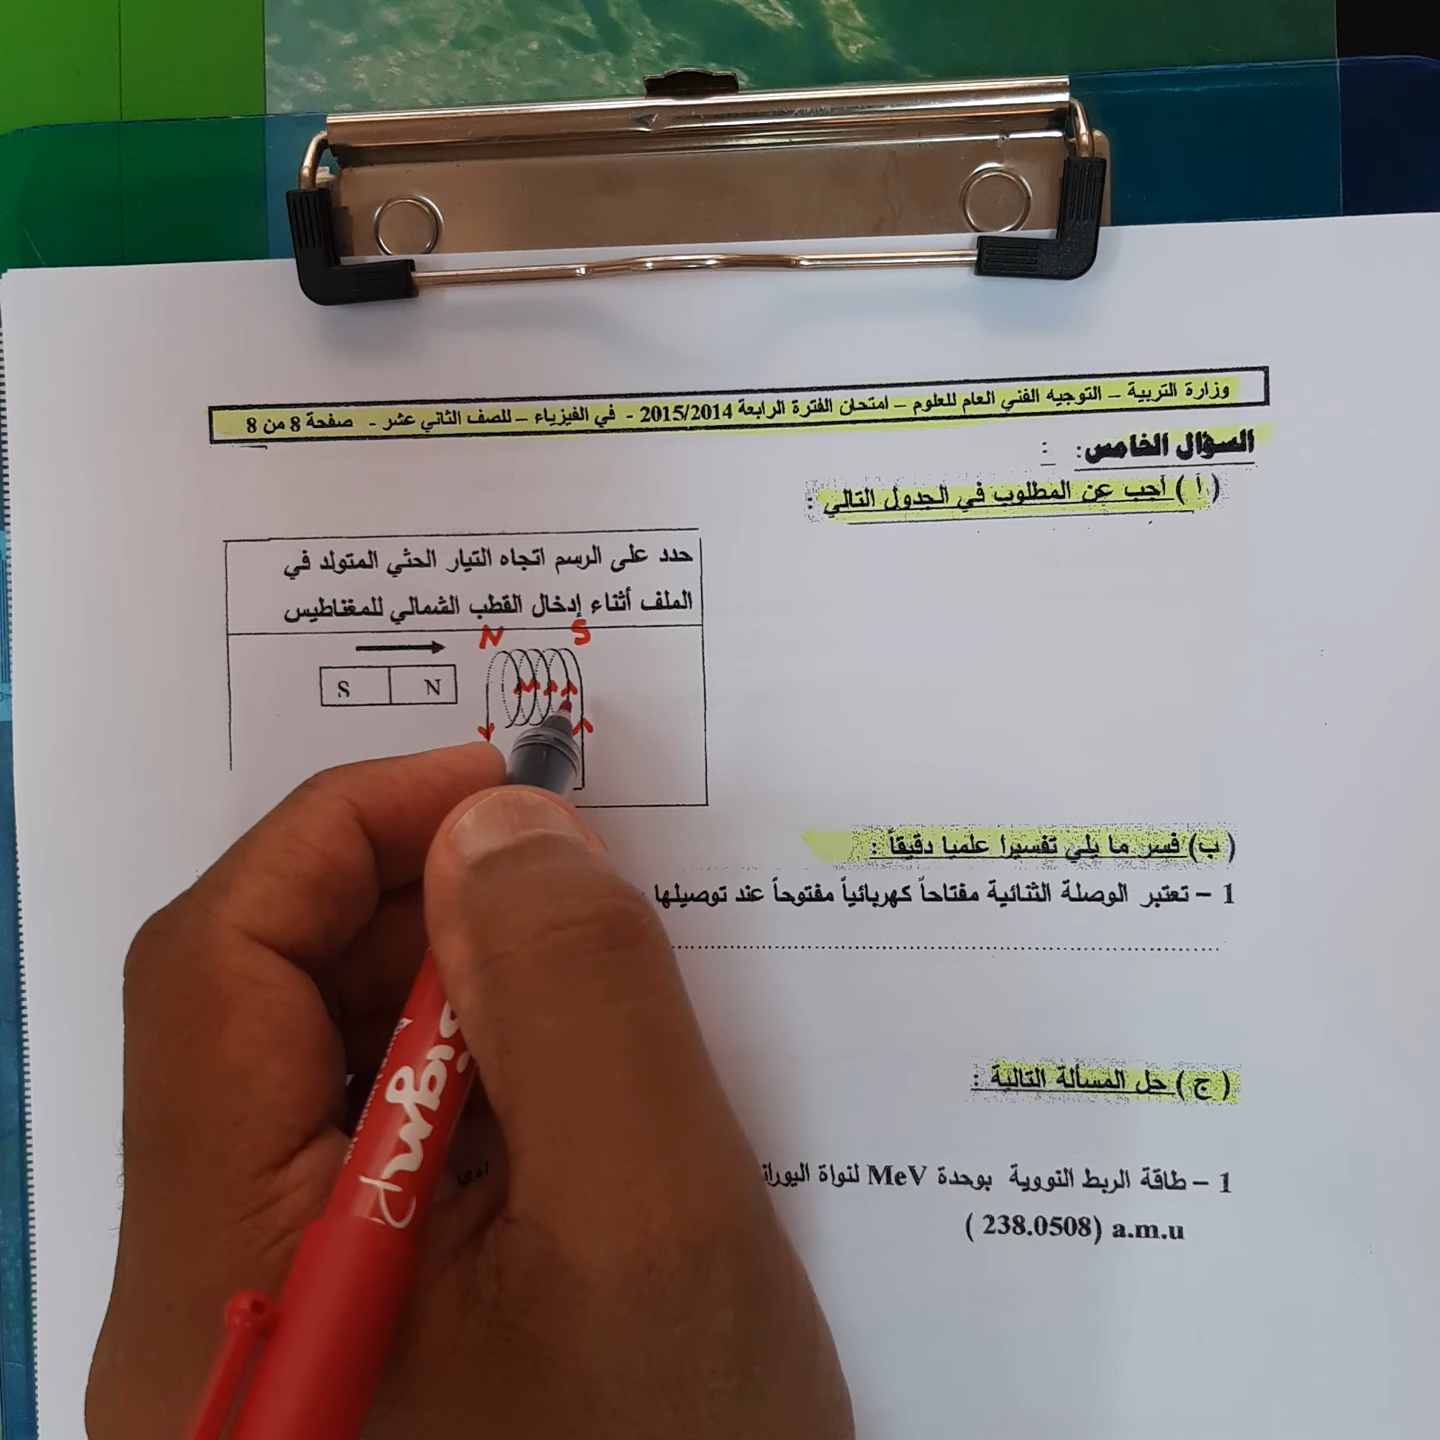 وزارة التربية – التوجيه الفني العام للعلوم – امتحان الفترة الرابعة 2015/2014 - في الفيزياء – للصف الثاني عشر - صفحة 8 من 8
السؤال الخامس: :
( أ ) أجب عن المطلوب في الجدول التالي :
حدد على الرسم اتجاه التيار الحثي المتولد في
الملف أثناء إدخال القطب الشمالي للمغناطيس
N S
S N
( ب) فسر ما يلي تفسيرا علميا دقيقاً :
1 – تعتبر الوصلة الثنائية مفتاحاً كهربائياً مفتوحاً عند توصيلها
( ج ) حل المسألة التالية :
1 – طاقة الربط النووية بوحدة MeV لنواة
( 238.0508) a.m.u